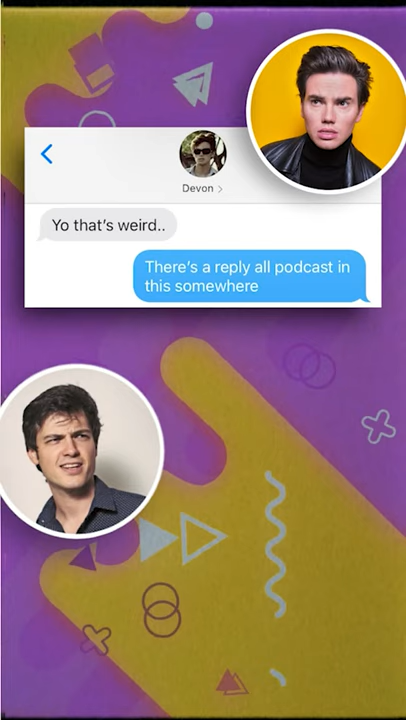 Devon
Yo that's weird..
There's a reply all podcast in
this somewhere